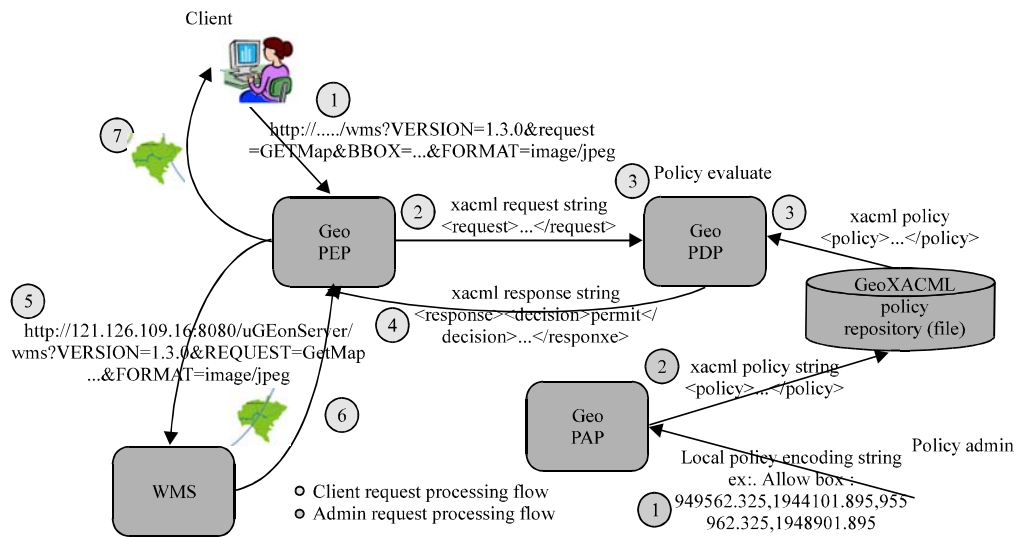 Client
1
http://...../wms?VERSION=1.3.0&request
=GETMap&BBOX=...&FORMAT=image/jpeg
7
3
Policy evaluate
2
xacml request string
<request>...</request>
3
xacml policy
<policy>...</policy>
Geo
PEP
Geo
PDP
GeoXACML
policy
repository (file)
5
http://121.126.109.16:8080/uGEonServer/
wms?VERSION=1.3.0&REQUEST=GetMap
...&FORMAT=image/jpeg
4
xacml response string
<response><decision>permit</
decision>...</responxe>
2
xacml policy string
<policy>...</policy>
6
Geo
PAP
Policy admin
WMS
Client request processing flow
Admin request processing flow
1
Local policy encoding string
ex:. Allow box :
949562.325,1944101.895,955
962.325,1948901.895